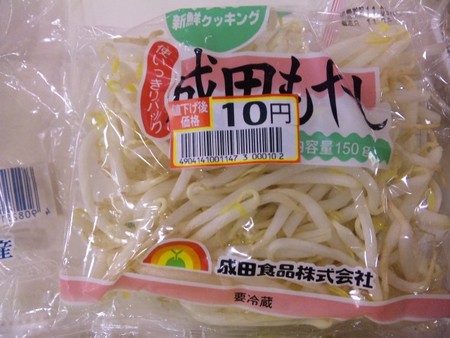 新鮮クッキング
使いっきりパック
成田もやし
値下げ後
価格
10円
4904141001147 3 00010 2
内容量150g
成田食品株式会社
要冷蔵